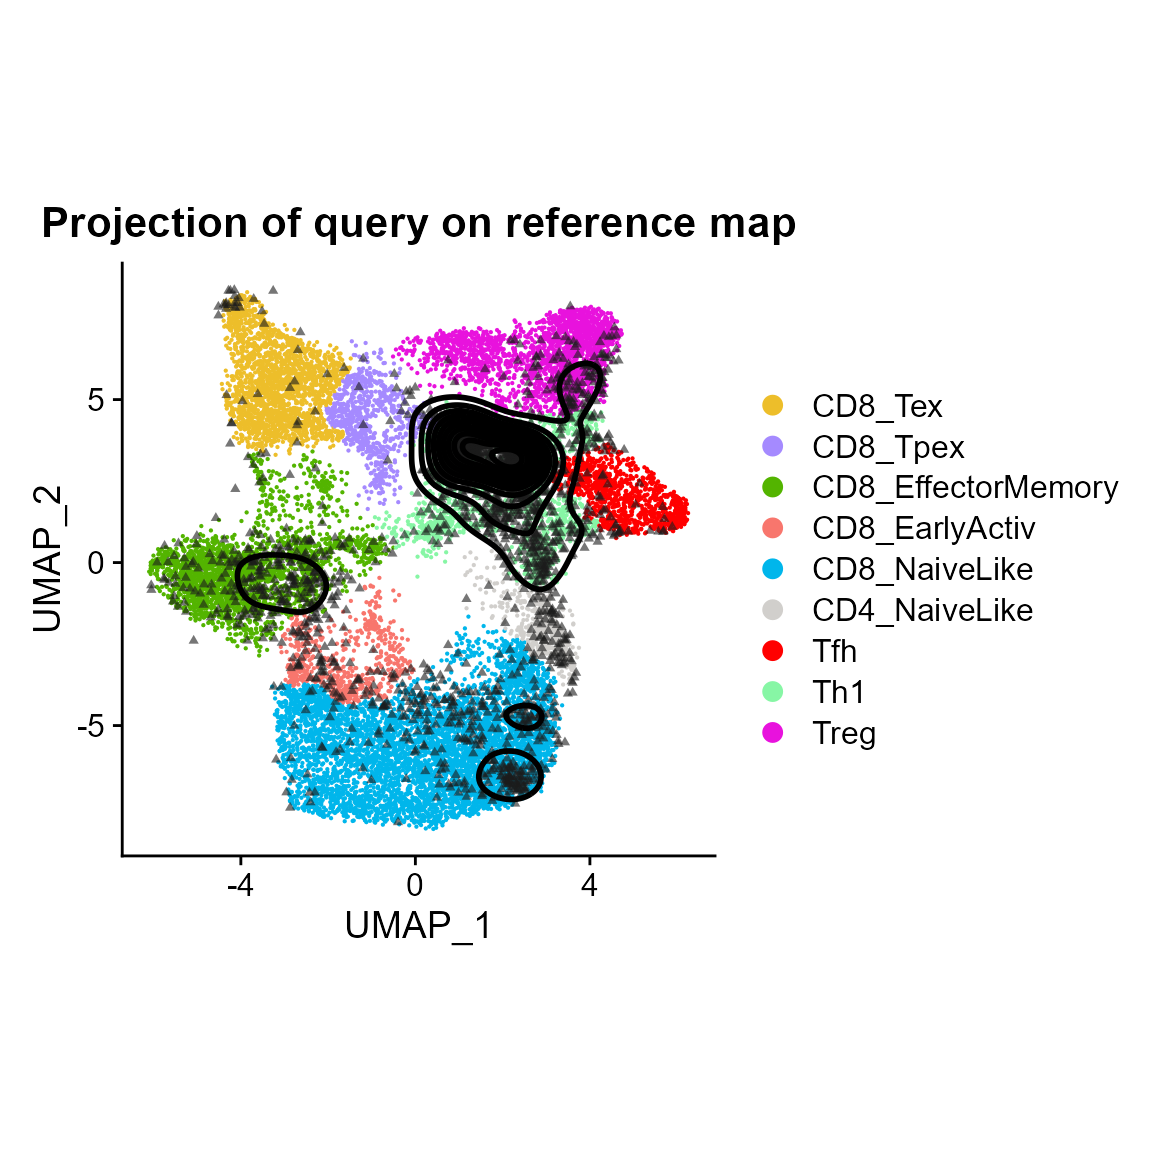 Projection of query on reference map
UMAP_2
5
0
-5
-4
0
4
UMAP_1
CD8_Tex
CD8_Tpex
CD8_EffectorMemory
CD8_EarlyActiv
CD8_NaiveLike
CD4_NaiveLike
Tfh
Th1
Treg